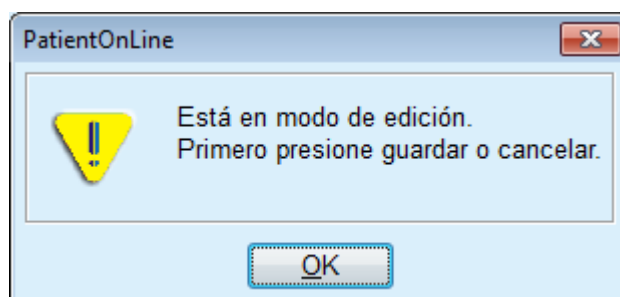 PatientOnLine
Está en modo de edición.
Primero presione guardar o cancelar.
OK